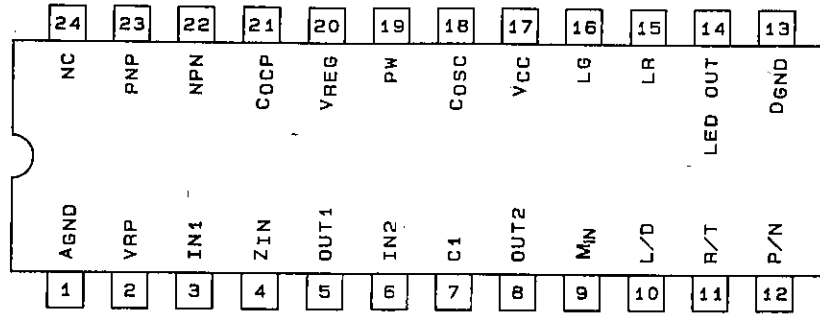 24 23 22 21 20 19 18 17 16 15 14 13
NC PNP NPN COCP VREG PW COSC VCC LG LR LED OUT DGND
AGND VRP IN1 ZIN OUT1 IN2 C1 OUT2 MIN L/D R/T P/N
1 2 3 4 5 6 7 8 9 10 11 12